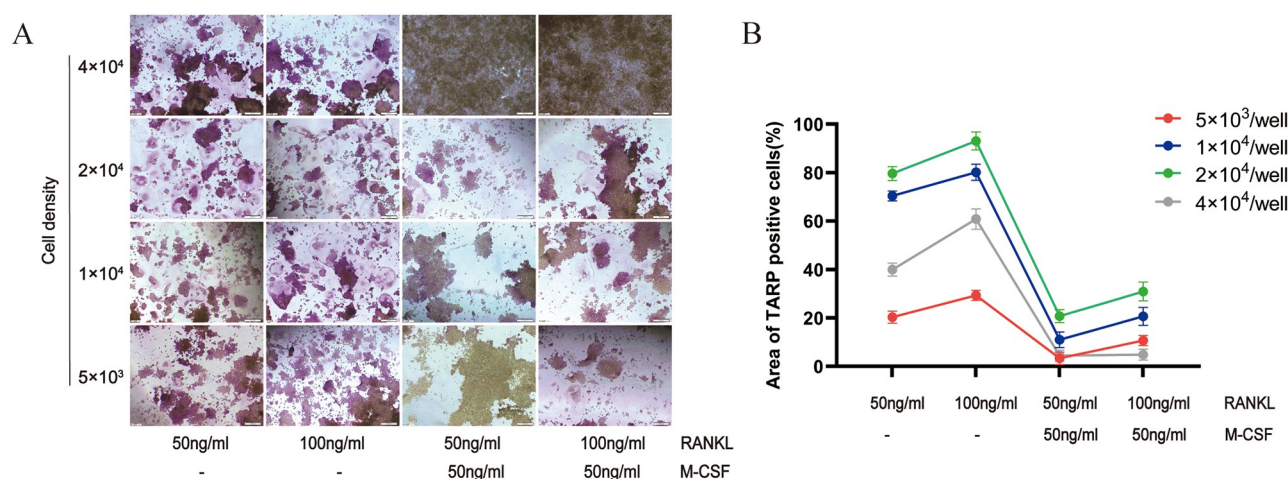 A
Cell density
4×10⁴
2×10⁴
1×10⁴
5×10³
50ng/ml 100ng/ml 50ng/ml 100ng/ml RANKL
- - 50ng/ml 50ng/ml M-CSF
B
Area of TARP positive cells(%)
100
80
60
40
20
0
5×10³/well
1×10⁴/well
2×10⁴/well
4×10⁴/well
50ng/ml 100ng/ml 50ng/ml 100ng/ml RANKL
- - 50ng/ml 50ng/ml M-CSF